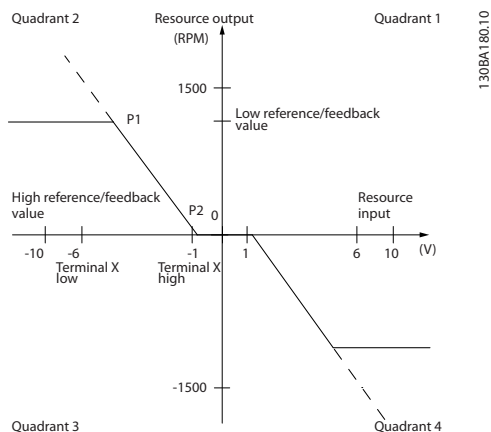 Quadrant 2
Resource output
(RPM)
Quadrant 1
130BA180.10
1500
P1
Low reference/feedback
value
High reference/feedback
value
P2
0
Resource
input
(V)
-10
-6
-1
1
6
10
Terminal X
low
Terminal X
high
-1500
Quadrant 3
Quadrant 4